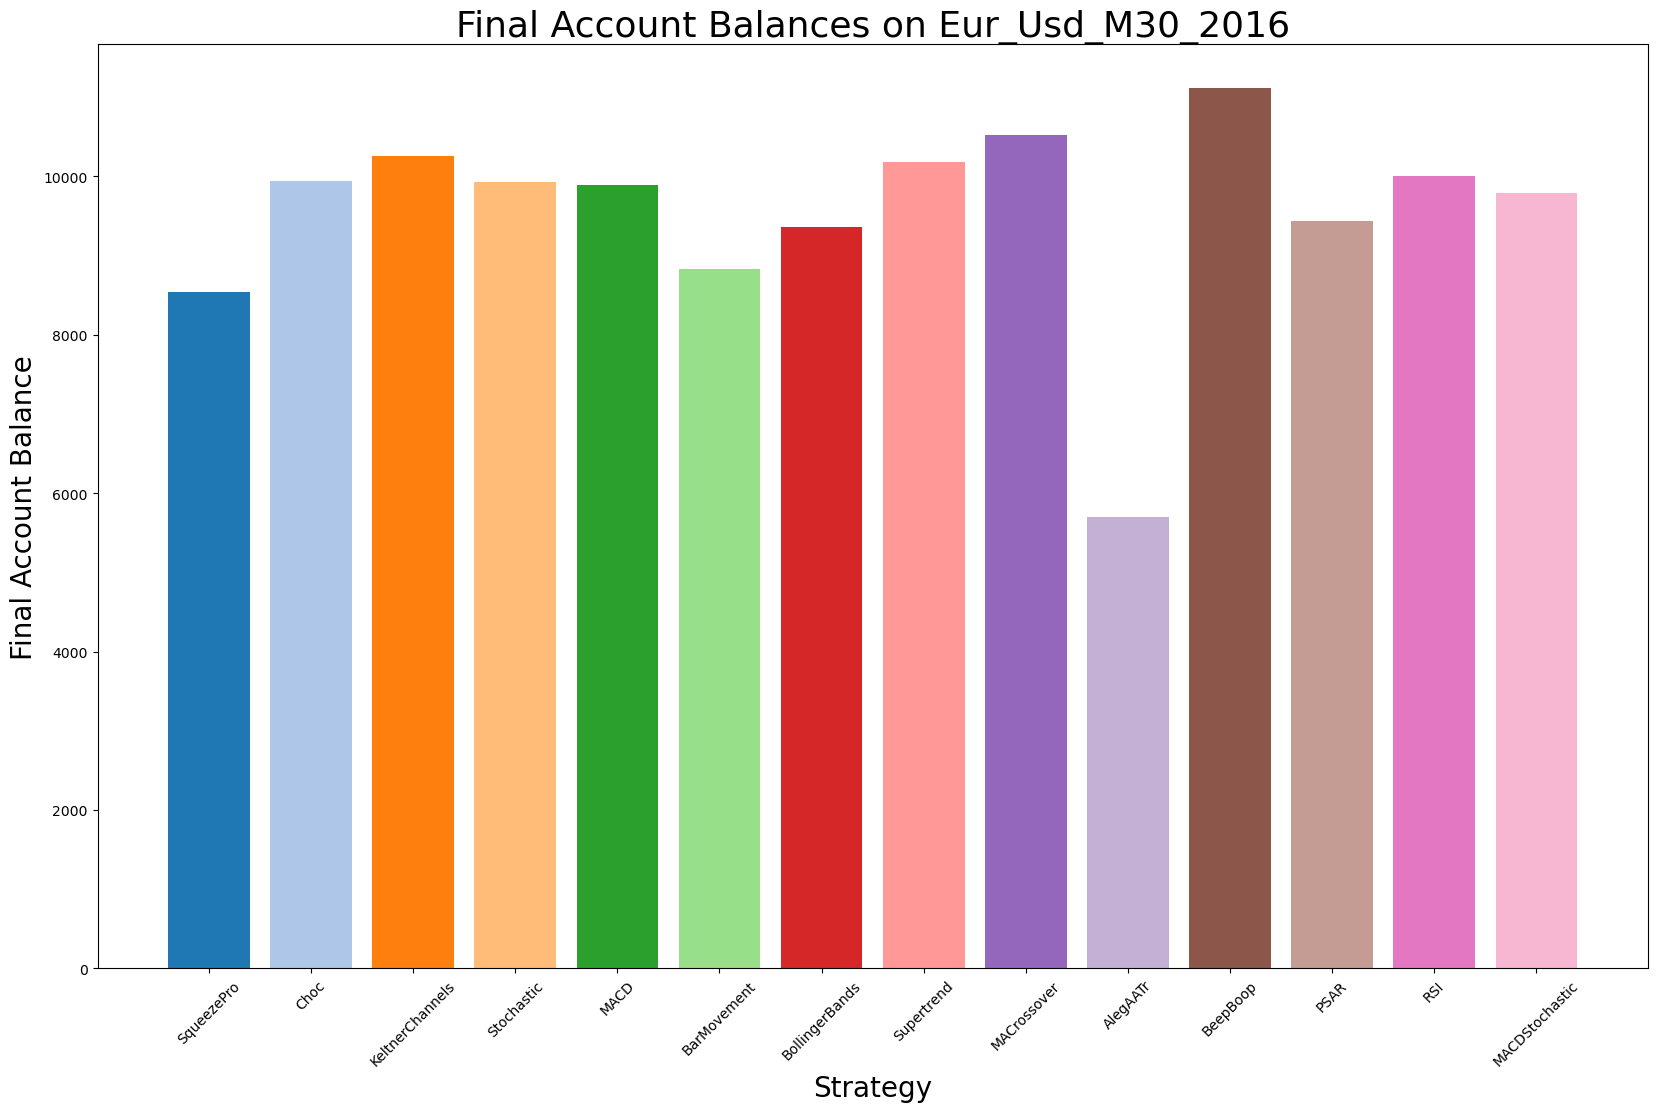 Final Account Balances on Eur_Usd_M30_2016
Final Account Balance
10000
8000
6000
4000
2000
0
SqueezePro
Choc
KeltnerChannels
Stochastic
MACD
BarMovement
BollingerBands
Supertrend
MACrossover
AlegAATr
BeepBoop
PSAR
RSI
MACDStochastic
Strategy